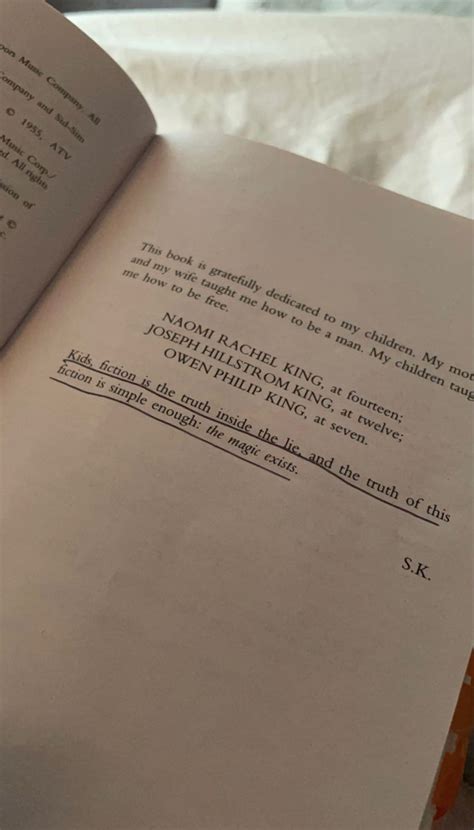 Music Company. All
Company and
© 1955, ATV
Music Corp/
All rights
of
©
This book is gratefully dedicated to my children. My
and my wife taught me how to be a man. My children
me how to be free.
NAOMI RACHEL KING, at fourteen;
JOSEPH HILLSTROM KING, at twelve;
OWEN PHILIP KING, at seven.
Kids, fiction is the truth inside the lie, and the truth of this
fiction is simple enough: the magic exists.
S.K.